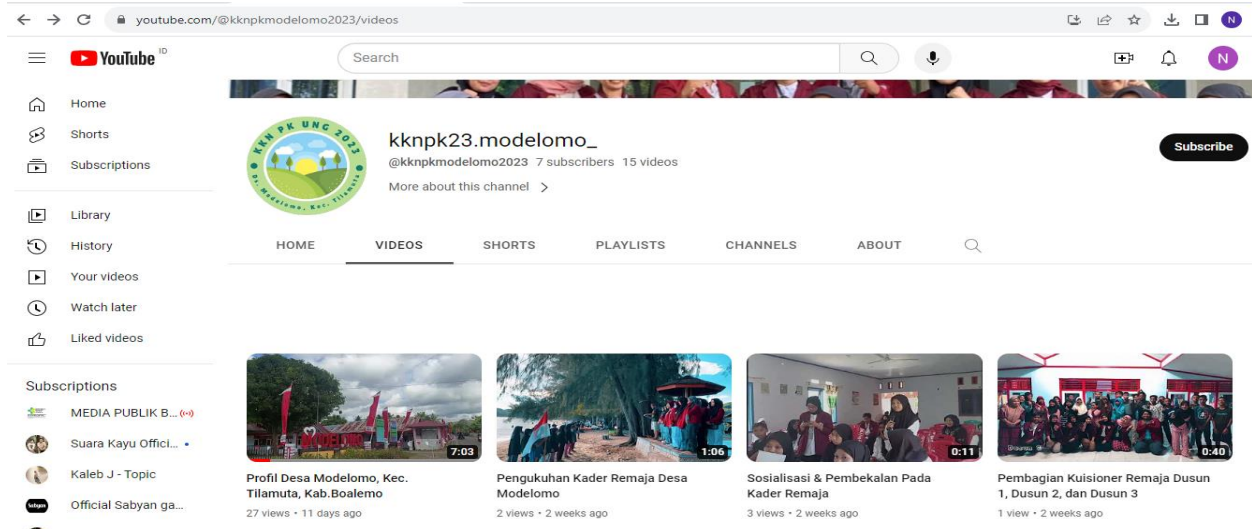 youtube.com/@kknpkmodelomo2023/videos
N
YouTube ID
Search
N
Home
Shorts
Subscriptions
Library
History
Your videos
Watch later
Liked videos
Subscriptions
MEDIA PUBLIK B...
Suara Kayu Offici...
Kaleb J - Topic
Official Sabyan ga...
KKN PK UNG 2023
Ds. Modelomo, Kec. Tilamuta
kknpk23.modelomo_
@kknpkmodelomo2023 7 subscribers 15 videos
More about this channel
Subscribe
HOME VIDEOS SHORTS PLAYLISTS CHANNELS ABOUT
7:03
1:06
0:11
0:40
Profil Desa Modelomo, Kec.
Tilamuta, Kab.Boalemo
27 views • 11 days ago
Pengukuhan Kader Remaja Desa
Modelomo
2 views • 2 weeks ago
Sosialisasi & Pembekalan Pada
Kader Remaja
3 views • 2 weeks ago
Pembagian Kuisioner Remaja Dusun
1, Dusun 2, dan Dusun 3
1 view • 2 weeks ago